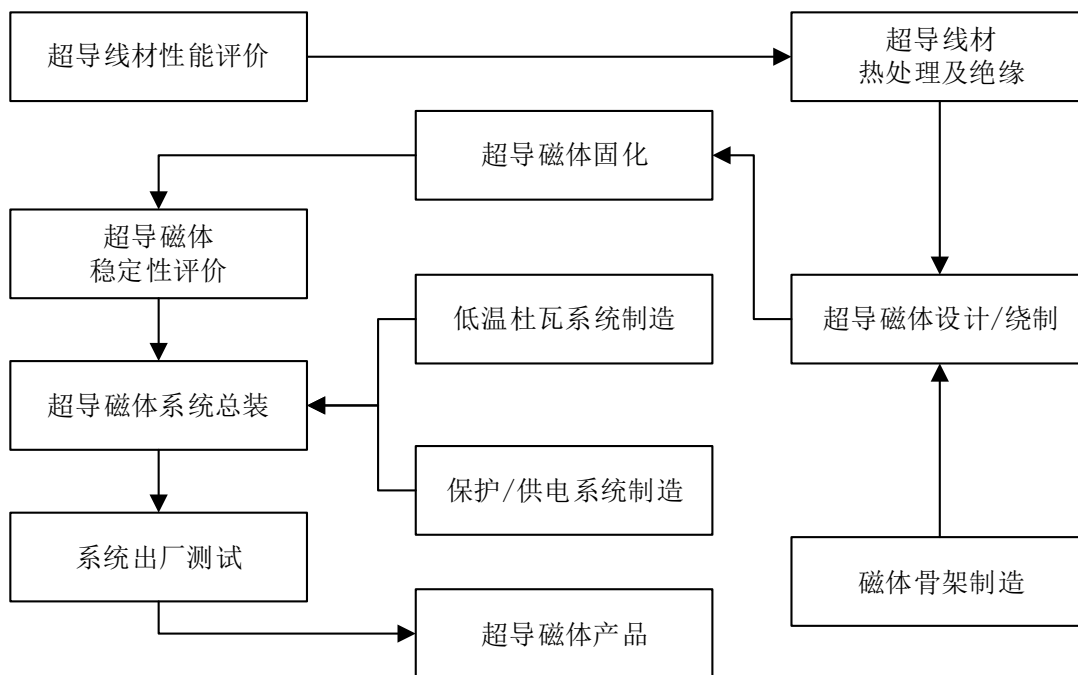 超导线材性能评价
超导线材
热处理及绝缘
超导磁体固化
超导磁体
稳定性评价
低温杜瓦系统制造
超导磁体设计/绕制
超导磁体系统总装
保护/供电系统制造
系统出厂测试
磁体骨架制造
超导磁体产品